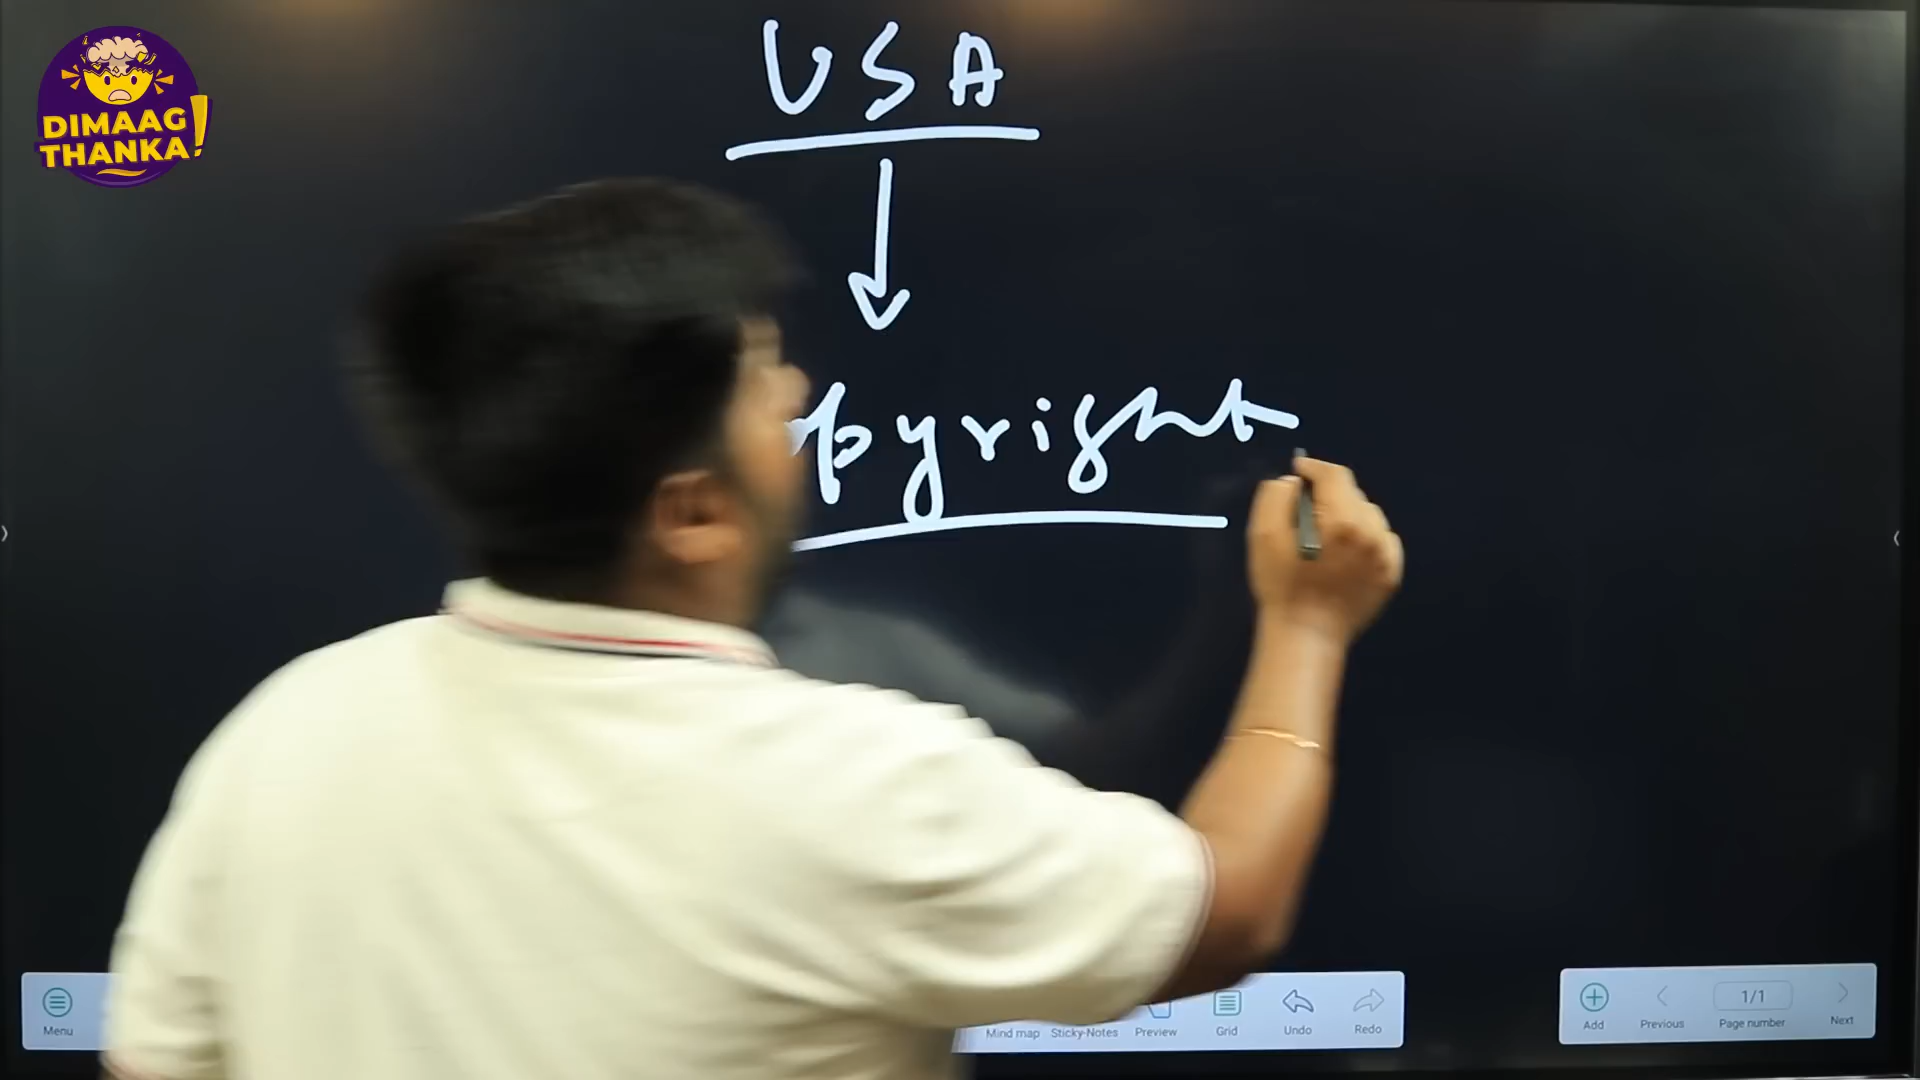 DIMAAG
THANKA!
USA
opyright
Menu
Mind map
Sticky-Notes
Preview
Grid
Undo
Redo
Add
Previous
1/1
Page number
Next